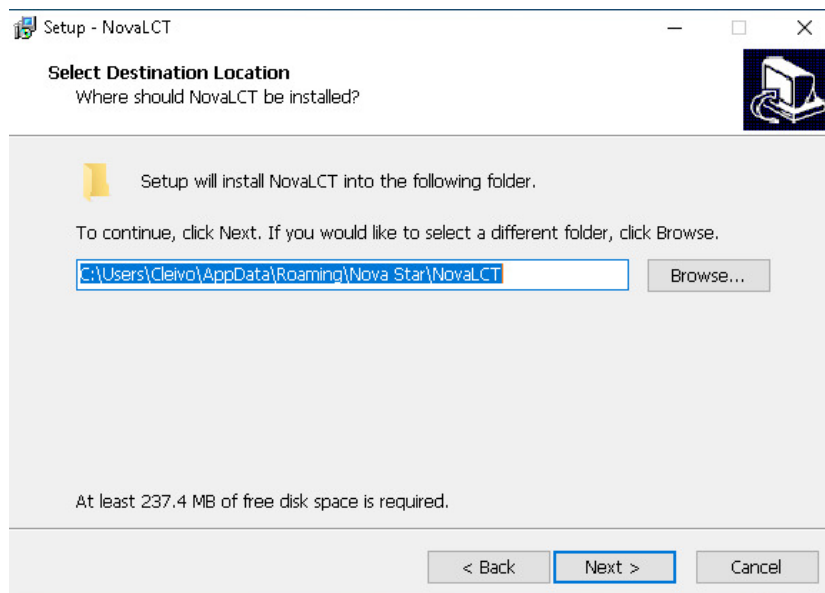 Setup - NovaLCT
Select Destination Location
Where should NovaLCT be installed?
Setup will install NovaLCT into the following folder.
To continue, click Next. If you would like to select a different folder, click Browse.
C:\Users\Cleivo\AppData\Roaming\Nova Star\NovaLCT
Browse...
At least 237.4 MB of free disk space is required.
< Back
Next >
Cancel